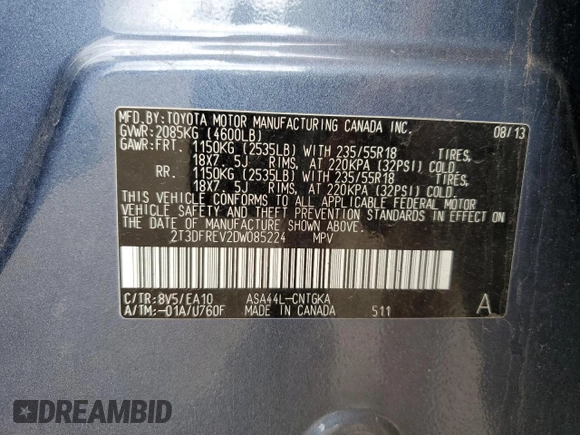 MFD.BY:TOYOTA MOTOR MANUFACTURING CANADA INC. 08/13
GVWR:2085KG (4600LB)
GAWR:FRT. 1150KG (2535LB) WITH 235/55R18 TIRES,
18X7.5J RIMS, AT 220KPA (32PSI) COLD.
RR. 1150KG (2535LB) WITH 235/55R18 TIRES,
18X7.5J RIMS, AT 220KPA (32PSI) COLD.
THIS VEHICLE CONFORMS TO ALL APPLICABLE FEDERAL MOTOR
VEHICLE SAFETY AND THEFT PREVENTION STANDARDS IN EFFECT ON
THE DATE OF MANUFACTURE SHOWN ABOVE.
2T3DFREV2DW085224 MPV
C/TR:8V5/EA10 ASA44L-CNTGKA
A/TM:-01A/U760F MADE IN CANADA 511 A
DREAMBID